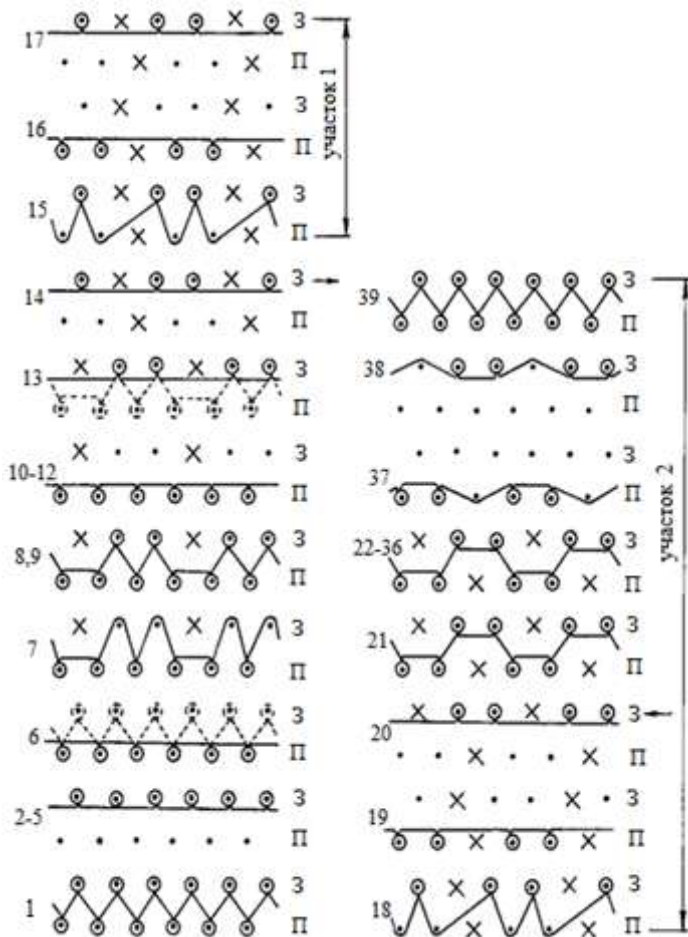 17
З
П
З
16
П
З
15
П
участок 1
З
14
П
З
13
П
З
10-12
П
З
8,9
П
З
7
П
З
6
П
З
2-5
П
З
1
П
З
39
П
З
38
П
З
37
П
З
22-36
П
З
21
П
З
20
П
З
19
П
З
18
П
участок 2